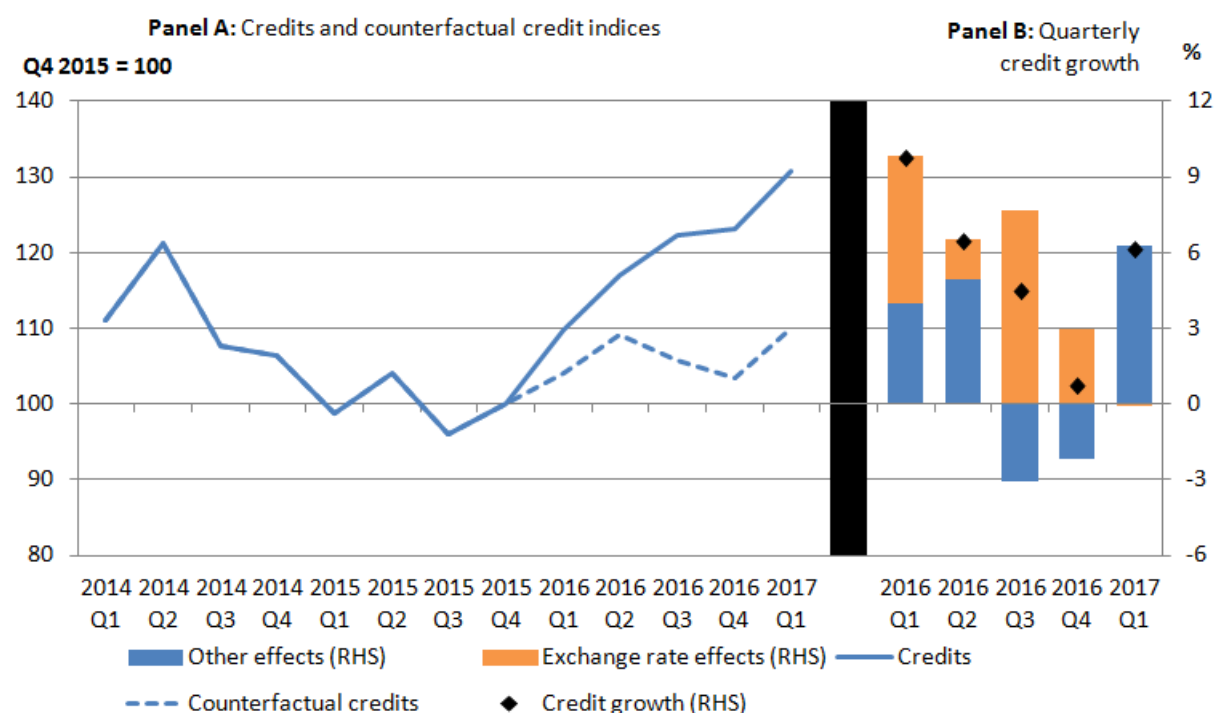 Panel A: Credits and counterfactual credit indices
Panel B: Quarterly
credit growth
%
Q4 2015 = 100
140
130
120
110
100
90
80
12
9
6
3
0
-3
-6
2014 2014 2014 2014 2015 2015 2015 2015 2016 2016 2016 2016 2017 2016 2016 2016 2016 2017
Q1 Q2 Q3 Q4 Q1 Q2 Q3 Q4 Q1 Q2 Q3 Q4 Q1 Q1 Q2 Q3 Q4 Q1
Other effects (RHS) Exchange rate effects (RHS) Credits
Counterfactual credits Credit growth (RHS)